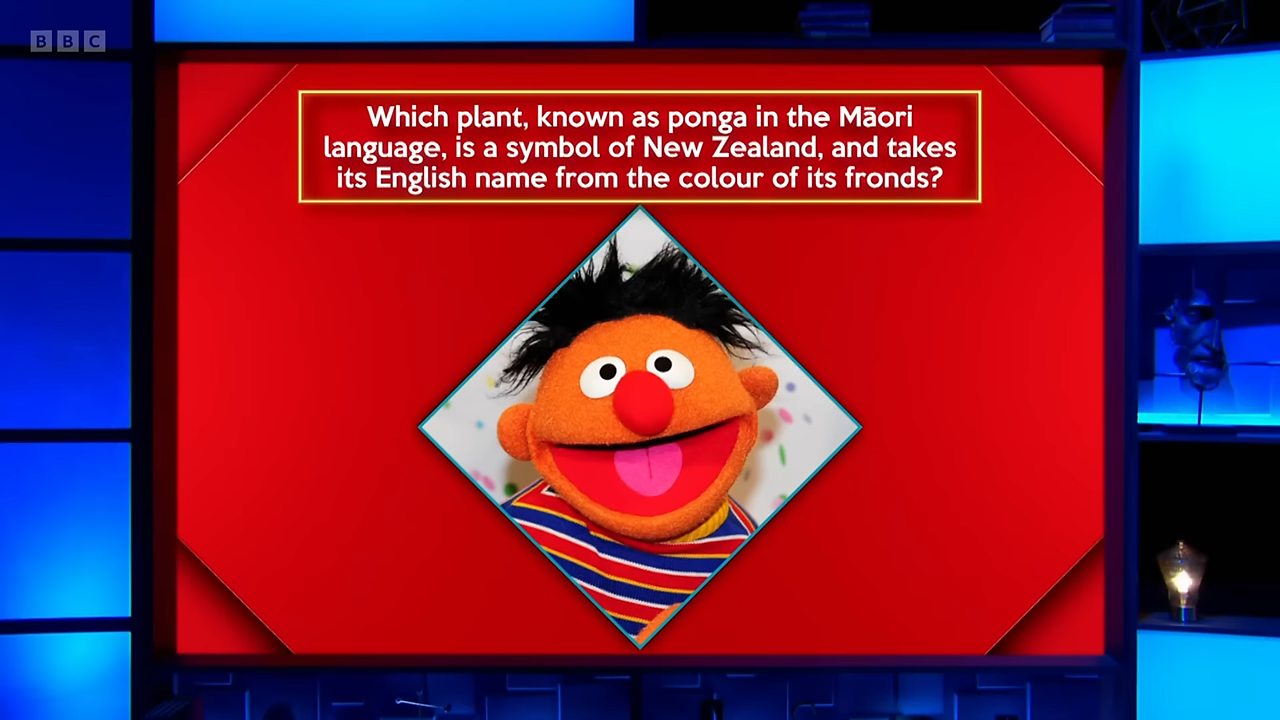 BBC
Which plant, known as ponga in the Māori
language, is a symbol of New Zealand, and takes
its English name from the colour of its fronds?